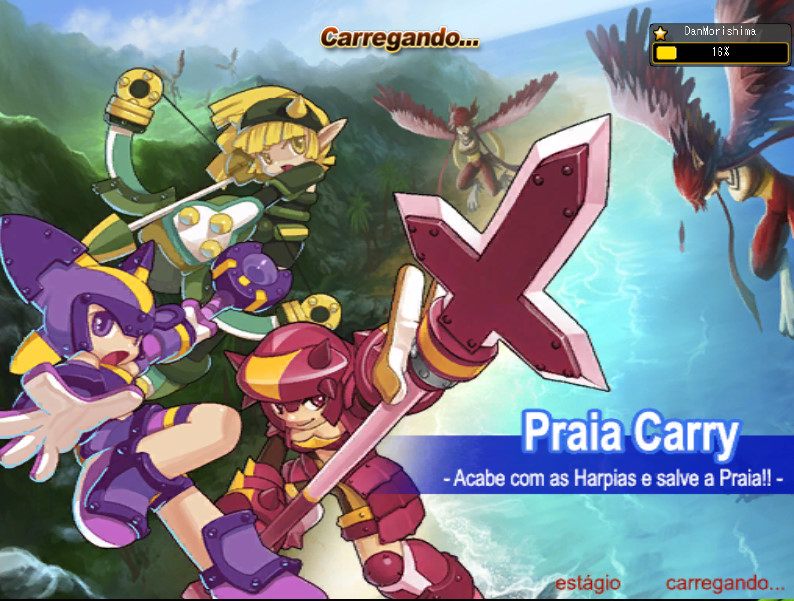 Carregando...
DanMorishima
16%
Praia Carry
- Acabe com as Harpias e salve a Praia!! -
estágio carregando...